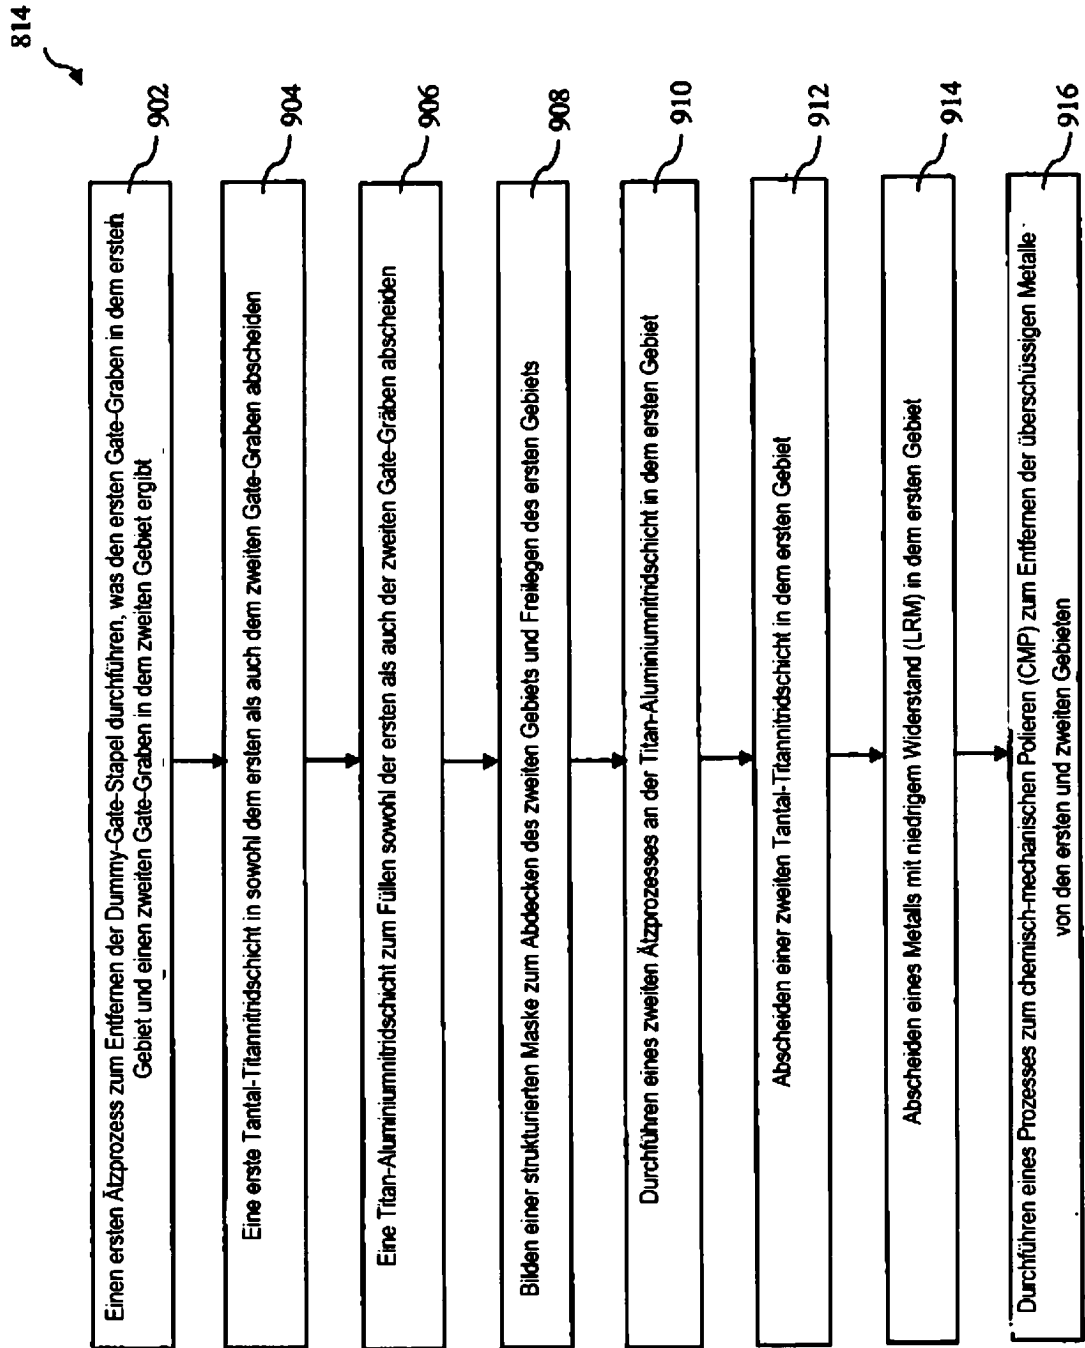 814
Einen ersten Ätzprozess zum Entfernen der Dummy-Gate-Stapel durchführen, was den ersten Gate-Graben in dem ersten
Gebiet und einen zweiten Gate-Graben in dem zweiten Gebiet ergibt
902
Eine erste Tantal-Titannitridschicht in sowohl dem ersten als auch dem zweiten Gate-Graben abscheiden
904
Eine Titan-Aluminiumnitridschicht zum Füllen sowohl der ersten als auch der zweiten Gate-Gräben abscheiden
906
Bilden einer strukturierten Maske zum Abdecken des zweiten Gebiets und Freilegen des ersten Gebiets
908
Durchführen eines zweiten Ätzprozesses an der Titan-Aluminiumnitridschicht in dem ersten Gebiet
910
Abscheiden einer zweiten Tantal-Titannitridschicht in dem ersten Gebiet
912
Abscheiden eines Metalls mit niedrigem Widerstand (LRM) in dem ersten Gebiet
914
Durchführen eines Prozesses zum chemisch-mechanischen Polieren (CMP) zum Entfernen der überschüssigen Metalle
von den ersten und zweiten Gebieten
916